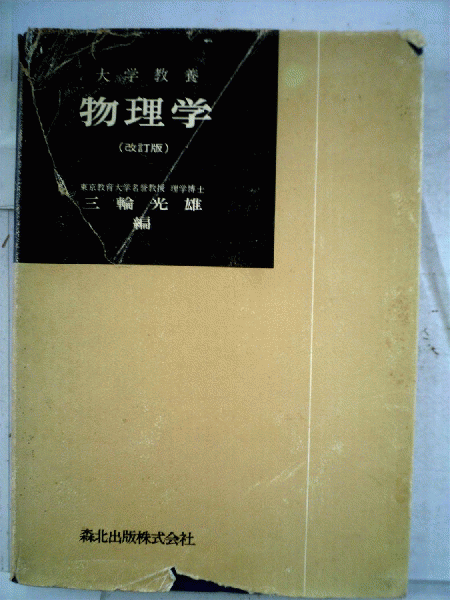 大学教養
物理学
(改訂版)
東京教育大学名誉教授 理学博士
三輪光雄
編
森北出版株式会社